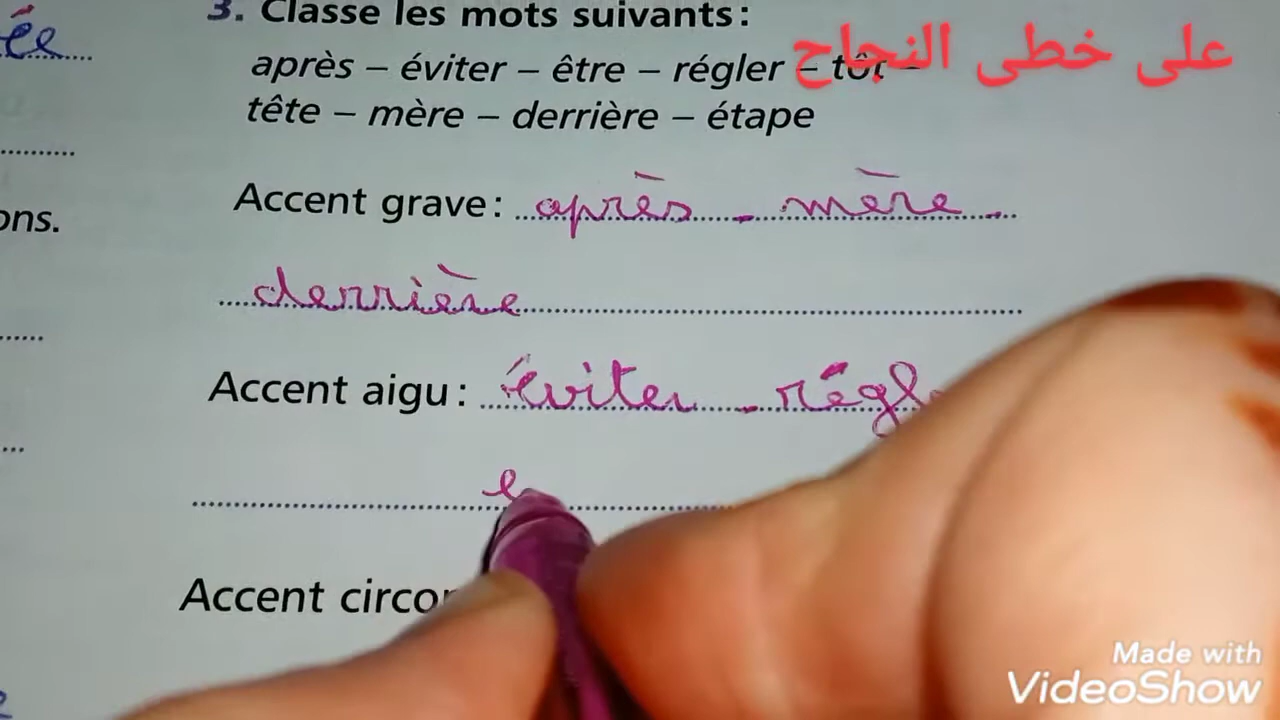 ée
3. Classe les mots suivants :
على خطى النجاح
après – éviter – être – régler – tôt –
tête – mère – derrière – étape
Accent grave : après - mère -
ons.
derrière
Accent aigu : éviter - régl
e
Accent circon
Made with
VideoShow